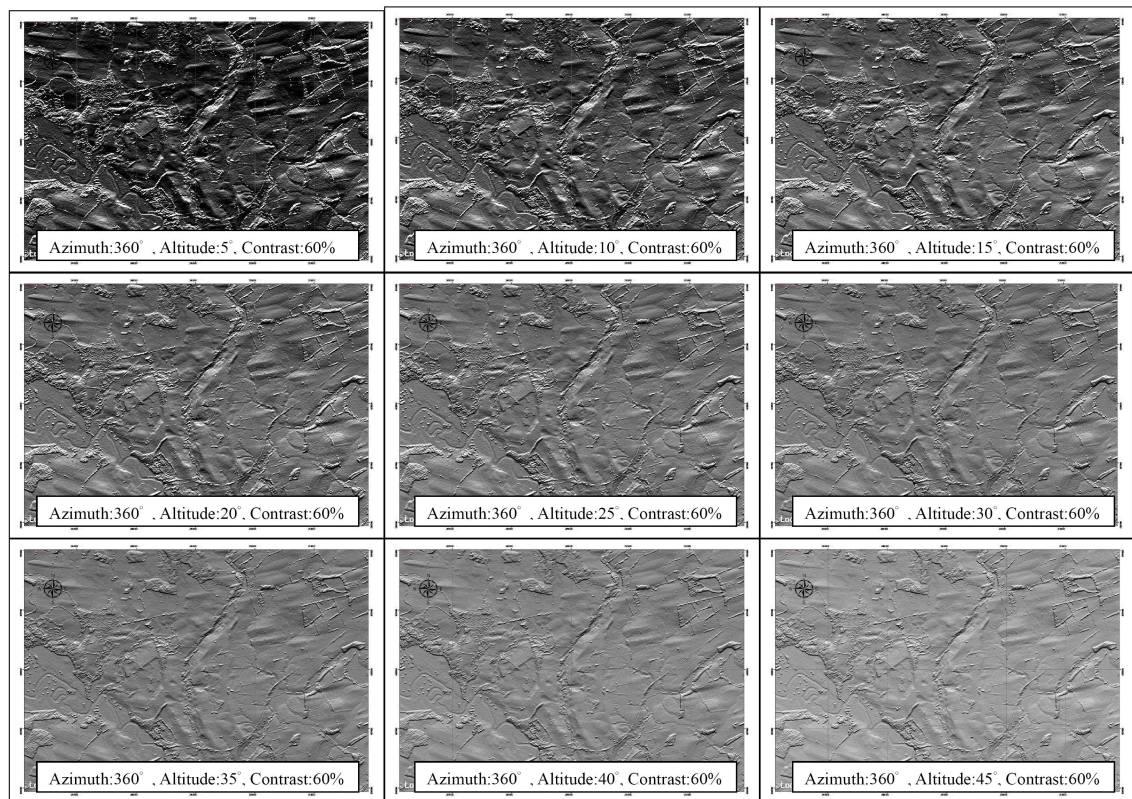 Azimuth:360° , Altitude:5°, Contrast:60%
Azimuth:360° , Altitude:10°, Contrast:60%
Azimuth:360° , Altitude:15°, Contrast:60%
Azimuth:360° , Altitude:20°, Contrast:60%
Azimuth:360° , Altitude:25°, Contrast:60%
Azimuth:360° , Altitude:30°, Contrast:60%
Azimuth:360° , Altitude:35°, Contrast:60%
Azimuth:360° , Altitude:40°, Contrast:60%
Azimuth:360° , Altitude:45°, Contrast:60%